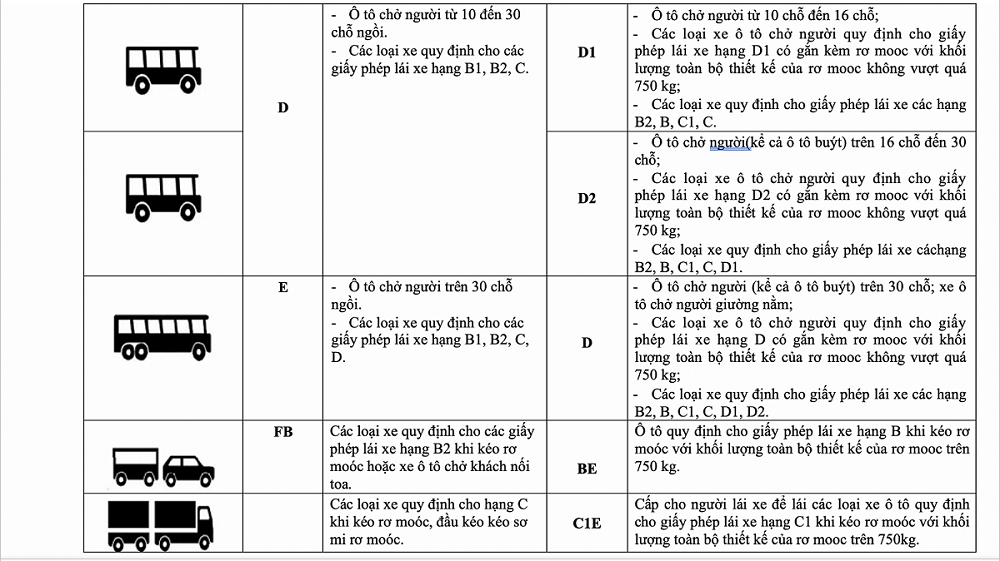 - Ô tô chở người từ 10 đến 30
chỗ ngồi.
- Các loại xe quy định cho các
giấy phép lái xe hạng B1, B2, C.
D
D1
- Ô tô chở người từ 10 chỗ đến 16 chỗ;
- Các loại xe ô tô chở người quy định cho giấy
phép lái xe hạng D1 có gắn kèm rơ mooc với khối
lượng toàn bộ thiết kế của rơ mooc không vượt quá
750 kg;
- Các loại xe quy định cho giấy phép lái xe các hạng
B2, B, C1, C.
D2
- Ô tô chở người(kể cả ô tô buýt) trên 16 chỗ đến 30
chỗ;
- Các loại xe ô tô chở người quy định cho giấy
phép lái xe hạng D2 có gắn kèm rơ mooc với khối
lượng toàn bộ thiết kế của rơ mooc không vượt quá
750 kg;
- Các loại xe quy định cho giấy phép lái xe cáchạng
B2, B, C1, C, D1.
E
- Ô tô chở người trên 30 chỗ
ngồi.
- Các loại xe quy định cho các
giấy phép lái xe hạng B1, B2, C,
D.
D
- Ô tô chở người (kể cả ô tô buýt) trên 30 chỗ; xe ô
tô chở người giường nằm;
- Các loại xe ô tô chở người quy định cho giấy
phép lái xe hạng D có gắn kèm rơ mooc với khối
lượng toàn bộ thiết kế của rơ mooc không vượt quá
750 kg;
- Các loại xe quy định cho giấy phép lái xe các hạng
B2, B, C1, C, D1, D2.
FB
Các loại xe quy định cho các giấy
phép lái xe hạng B2 khi kéo rơ
moóc hoặc xe ô tô chở khách nối
toa.
BE
Ô tô quy định cho giấy phép lái xe hạng B khi kéo rơ
moóc với khối lượng toàn bộ thiết kế của rơ mooc trên
750 kg.
Các loại xe quy định cho hạng C
khi kéo rơ moóc, đầu kéo kéo sơ
mi rơ moóc.
C1E
Cấp cho người lái xe để lái các loại xe ô tô quy định
cho giấy phép lái xe hạng C1 khi kéo rơ moóc với khối
lượng toàn bộ thiết kế của rơ mooc trên 750kg.